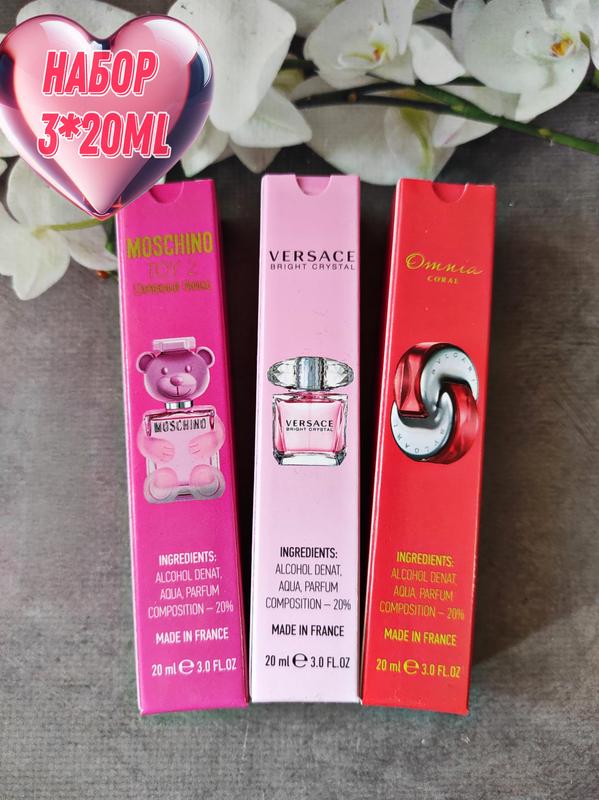 НАБОР
3*20ML
MOSCHINO
TOY 2
MOSCHINO
INGREDIENTS:
ALCOHOL DENAT,
AQUA, PARFUM
COMPOSITION – 20%
MADE IN FRANCE
20 ml ℮ 3.0 FL.OZ
VERSACE
BRIGHT CRYSTAL
VERSACE
BRIGHT CRYSTAL
INGREDIENTS:
ALCOHOL DENAT,
AQUA, PARFUM
COMPOSITION – 20%
MADE IN FRANCE
20 ml ℮ 3.0 FL.OZ
Omnia
CORAL
BVLGARI
BVLGARI
INGREDIENTS:
ALCOHOL DENAT,
AQUA, PARFUM
COMPOSITION – 20%
MADE IN FRANCE
20 ml ℮ 3.0 FL.OZ